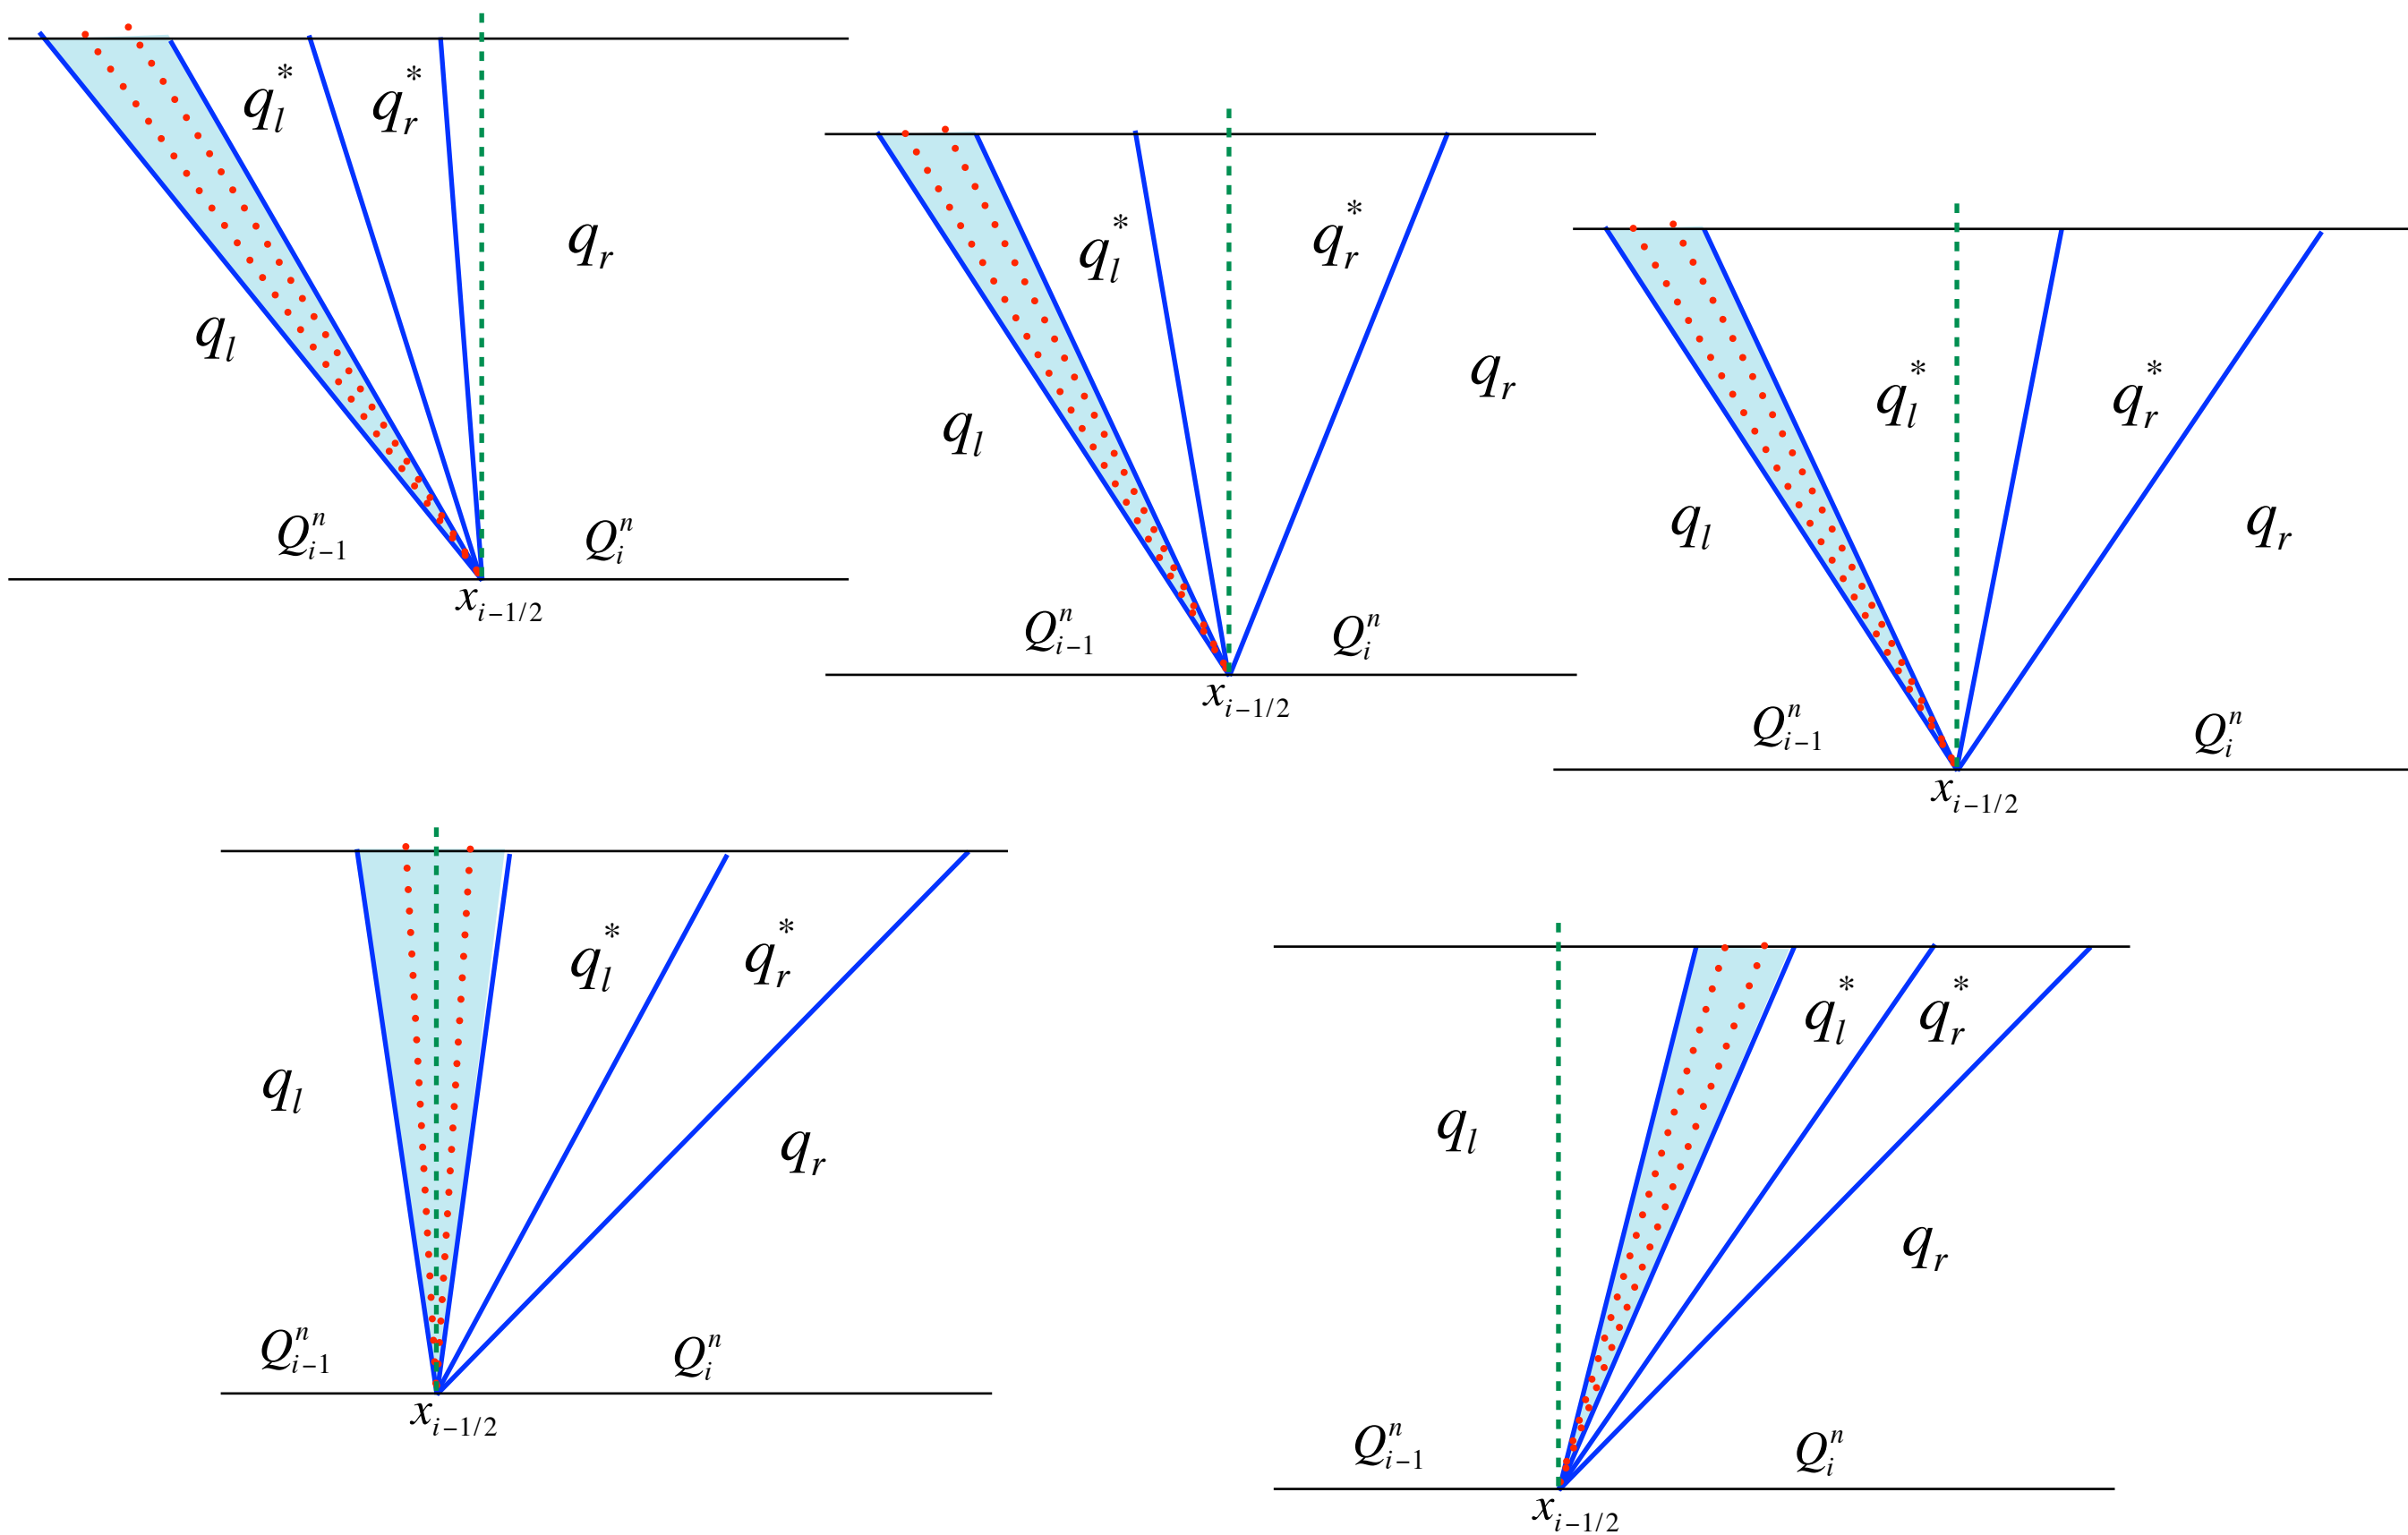 q_l^* q_r^*
q_r
q_l
Q_{i-1}^n Q_i^n
x_{i-1/2}
q_l^* q_r^*
q_r
q_l
Q_{i-1}^n Q_i^n
x_{i-1/2}
q_l^* q_r^*
q_l q_r
Q_{i-1}^n Q_i^n
x_{i-1/2}
q_l^* q_r^*
q_l
q_r
Q_{i-1}^n Q_i^n
x_{i-1/2}
q_l^* q_r^*
q_l
q_r
Q_{i-1}^n Q_i^n
x_{i-1/2}